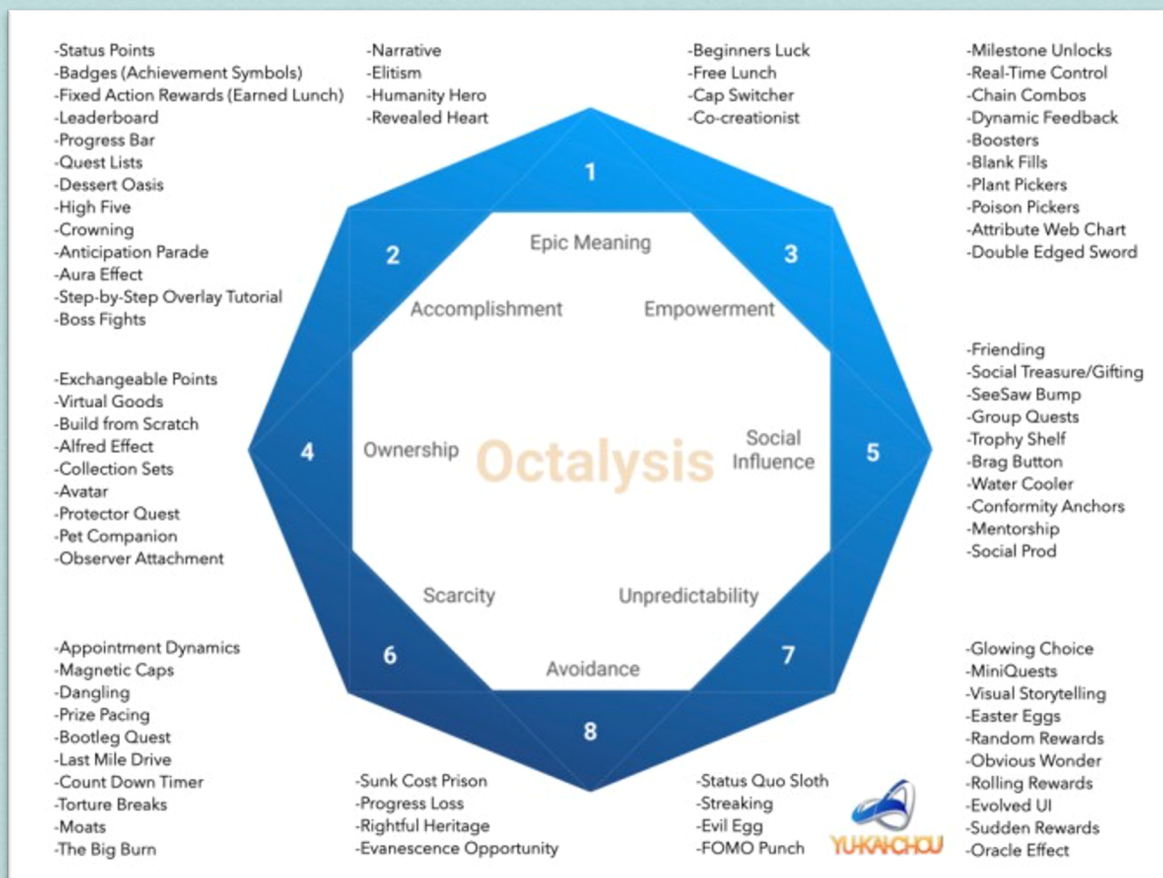 -Status Points
-Badges (Achievement Symbols)
-Fixed Action Rewards (Earned Lunch)
-Leaderboard
-Progress Bar
-Quest Lists
-Dessert Oasis
-High Five
-Crowning
-Anticipation Parade
-Aura Effect
-Step-by-Step Overlay Tutorial
-Boss Fights
-Narrative
-Elitism
-Humanity Hero
-Revealed Heart
-Beginners Luck
-Free Lunch
-Cap Switcher
-Co-creationist
-Milestone Unlocks
-Real-Time Control
-Chain Combos
-Dynamic Feedback
-Boosters
-Blank Fills
-Plant Pickers
-Poison Pickers
-Attribute Web Chart
-Double Edged Sword
1
Epic Meaning
2
Accomplishment
3
Empowerment
-Exchangeable Points
-Virtual Goods
-Build from Scratch
-Alfred Effect
-Collection Sets
-Avatar
-Protector Quest
-Pet Companion
-Observer Attachment
4
Ownership
Octalysis
Social
Influence
5
-Friending
-Social Treasure/Gifting
-SeeSaw Bump
-Group Quests
-Trophy Shelf
-Brag Button
-Water Cooler
-Conformity Anchors
-Mentorship
-Social Prod
Scarcity
6
Unpredictability
7
Avoidance
8
-Appointment Dynamics
-Magnetic Caps
-Dangling
-Prize Pacing
-Bootleg Quest
-Last Mile Drive
-Count Down Timer
-Torture Breaks
-Moats
-The Big Burn
-Sunk Cost Prison
-Progress Loss
-Rightful Heritage
-Evanescence Opportunity
-Status Quo Sloth
-Streaking
-Evil Egg
-FOMO Punch
YU-KAI-CHOU
-Glowing Choice
-MiniQuests
-Visual Storytelling
-Easter Eggs
-Random Rewards
-Obvious Wonder
-Rolling Rewards
-Evolved UI
-Sudden Rewards
-Oracle Effect